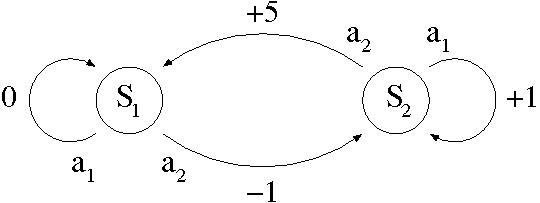 +5
a₂ a₁
0 S₁ S₂ +1
a₁ a₂
−1